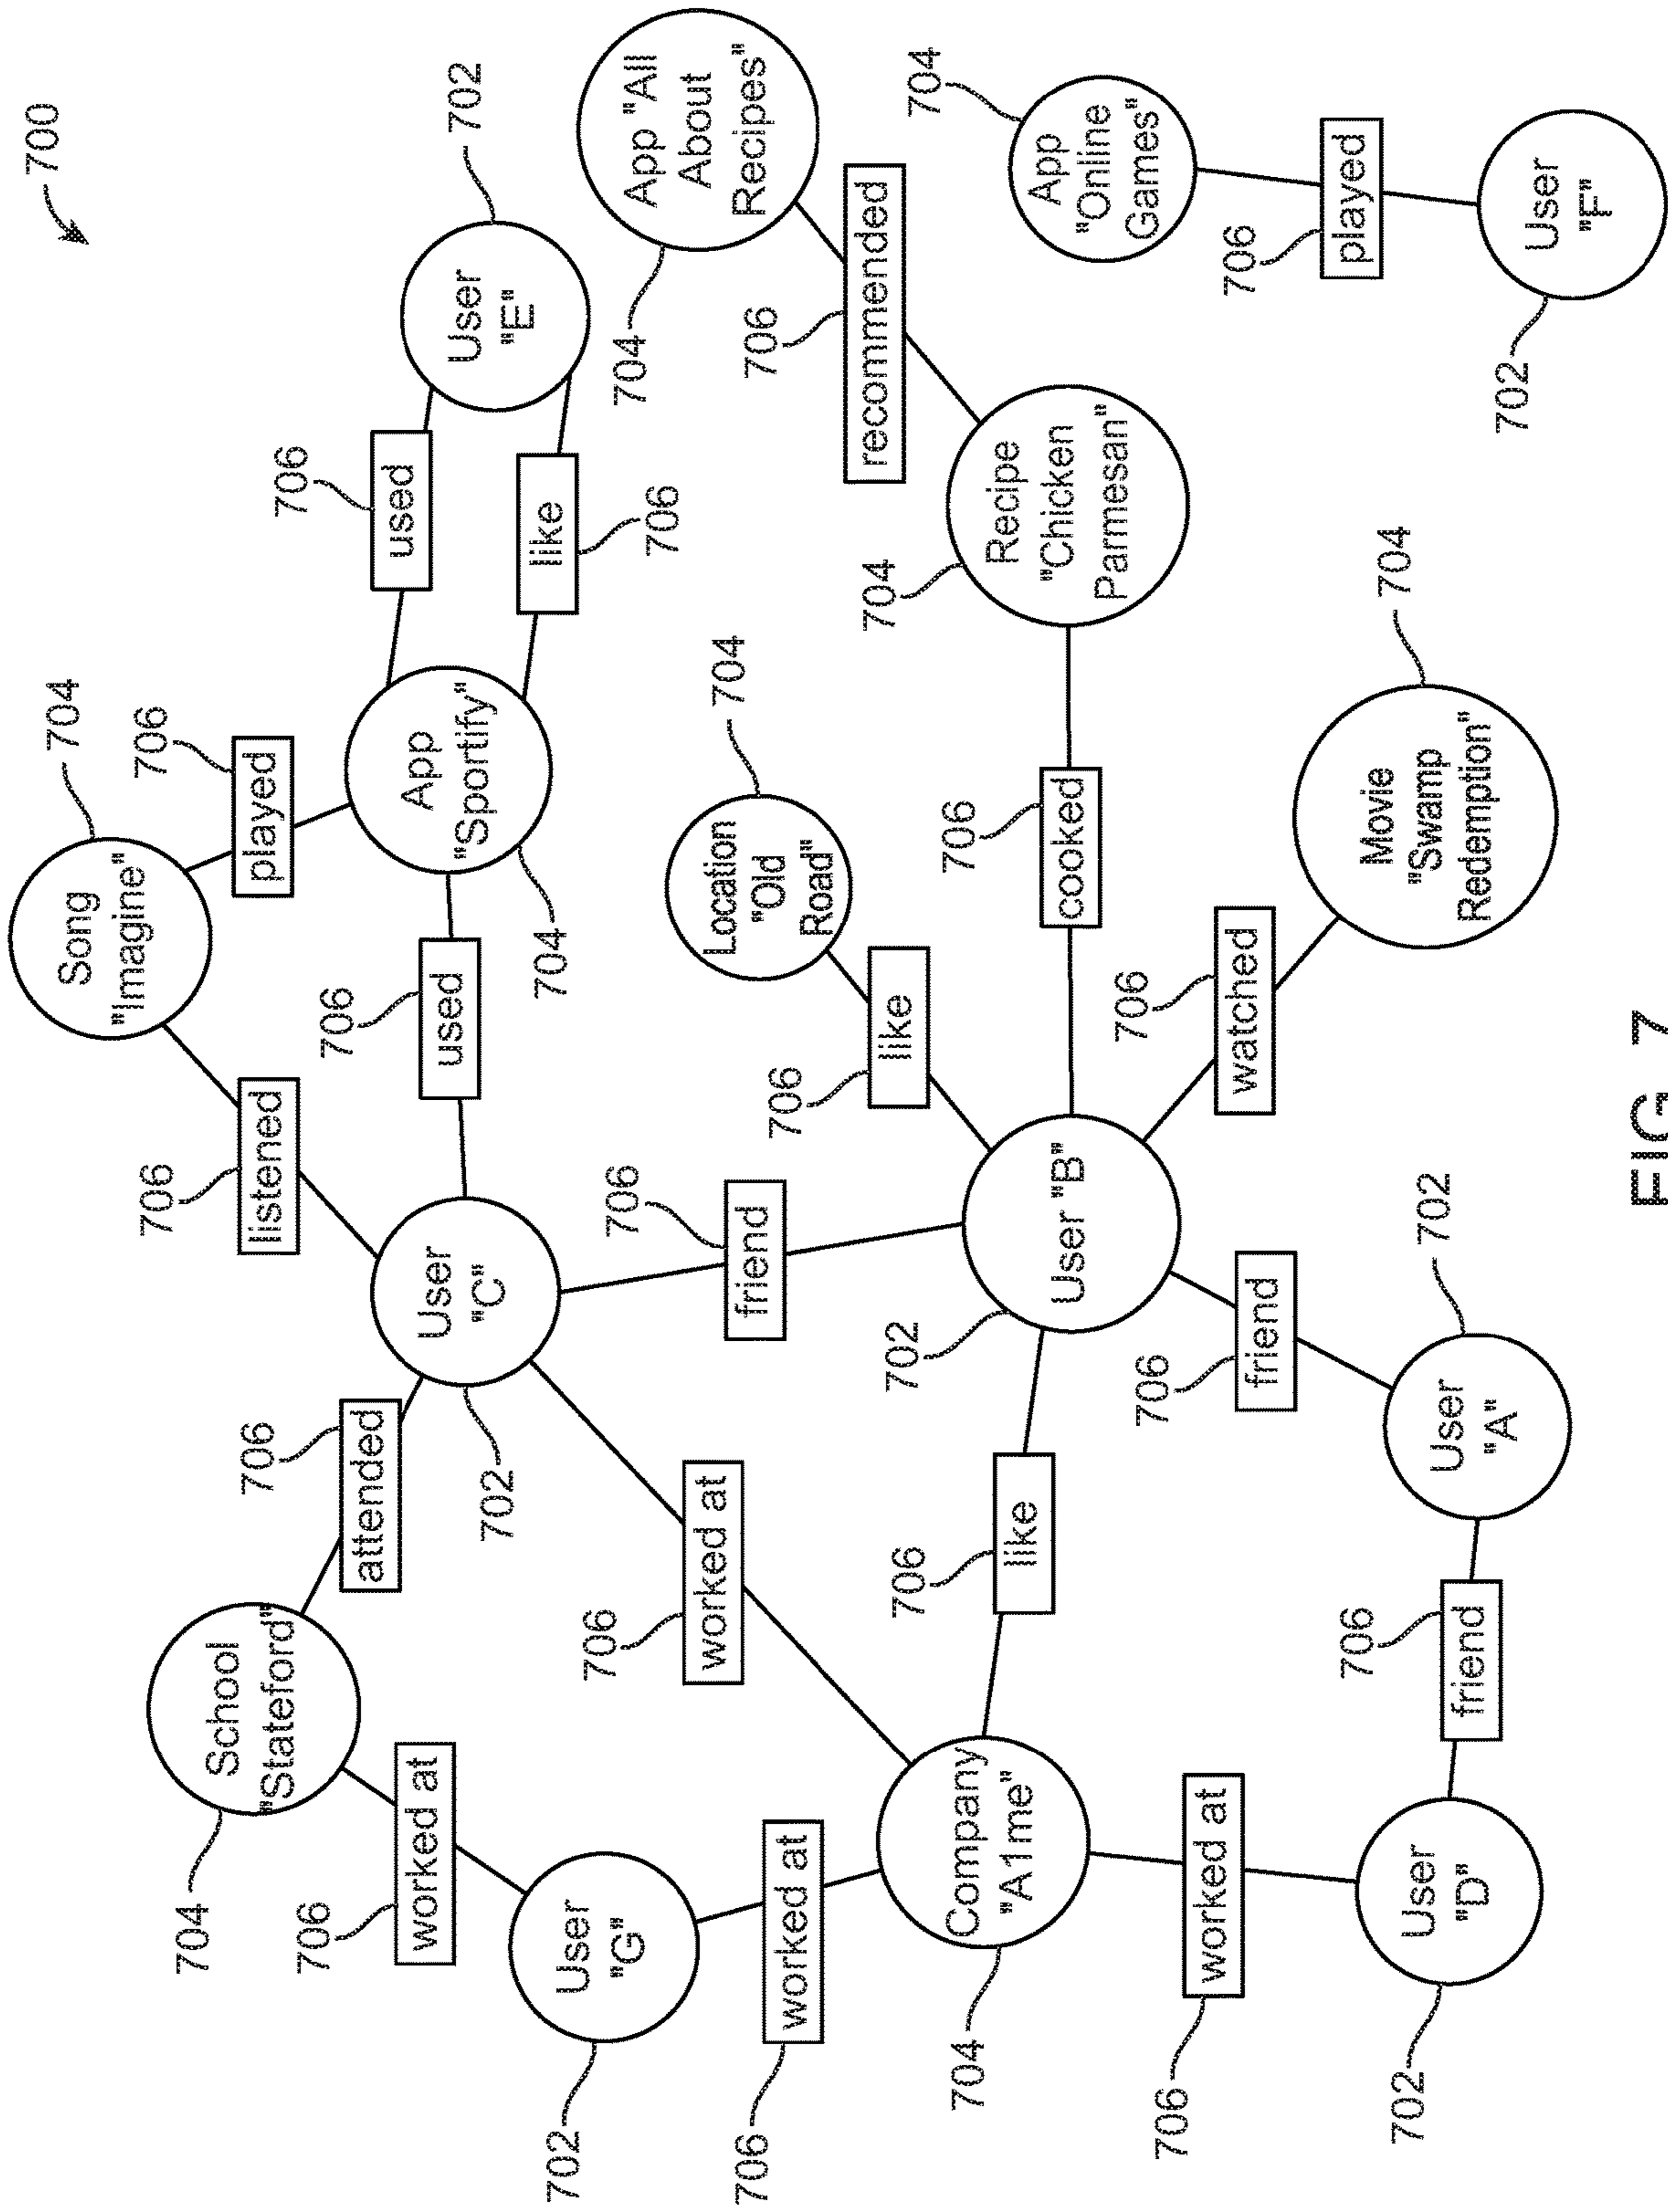 700
704
Song
"Imagine"
706
played
706
listened
704
School
"Stateford"
706
attended
706
used
706
worked at
706
used
702
User
"E"
App
"Sportify"
704
User
"C"
702
706
like
706
702
User
"G"
706
worked at
706
worked at
706
friend
704
App "All
About
Recipes"
704
Location
"Old
Road"
706
like
706
recommended
704
Recipe
"Chicken
Parmesan"
706
cooked
702
User "B"
706
like
704
Company
"A1me"
704
App
"Online
Games"
706
played
706
watched
706
friend
706
worked at
704
Movie
"Swamp
Redemption"
702
User
"A"
706
friend
702
User
"D"
702
User
"F"
FIG. 7